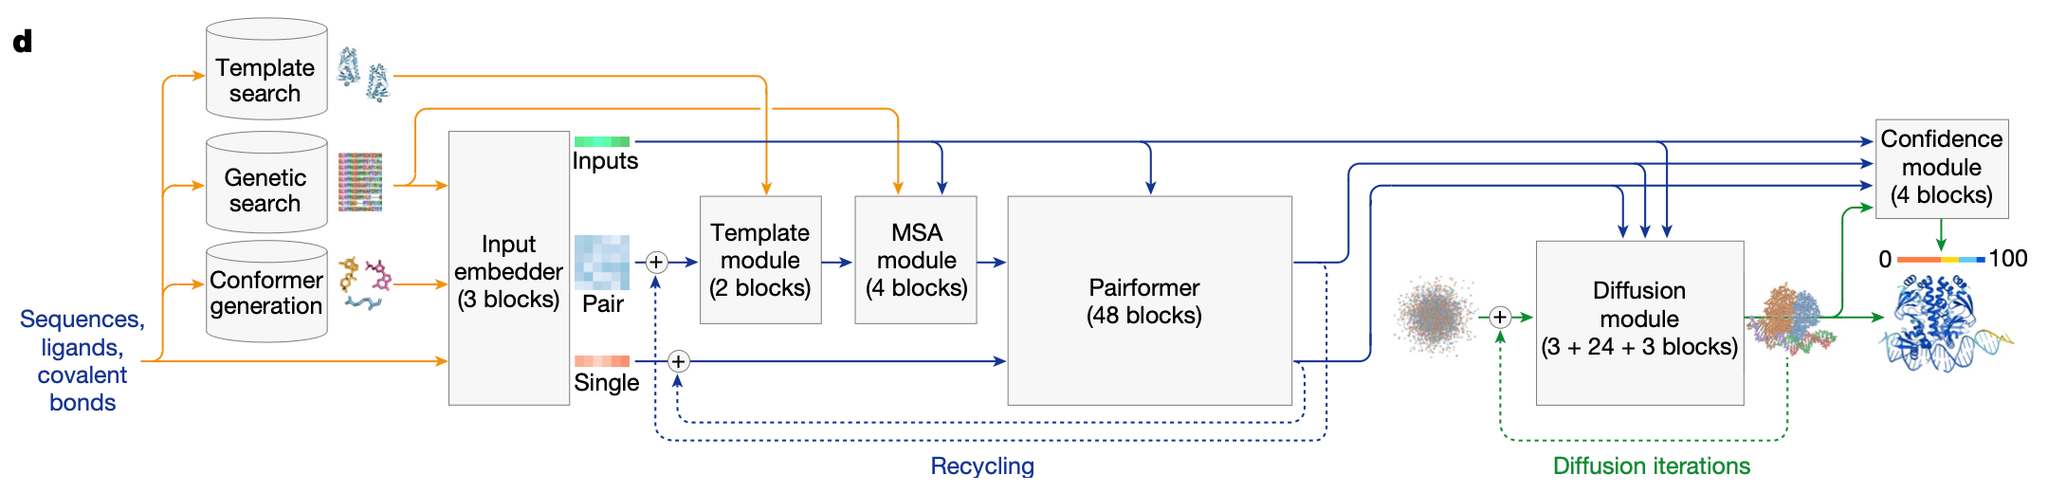 d
Template
search
Genetic
search
Conformer
generation
Sequences,
ligands,
covalent
bonds
Input
embedder
(3 blocks)
Inputs
Pair
Single
Template
module
(2 blocks)
MSA
module
(4 blocks)
Pairformer
(48 blocks)
Recycling
Diffusion
module
(3 + 24 + 3 blocks)
Diffusion iterations
Confidence
module
(4 blocks)
0 100